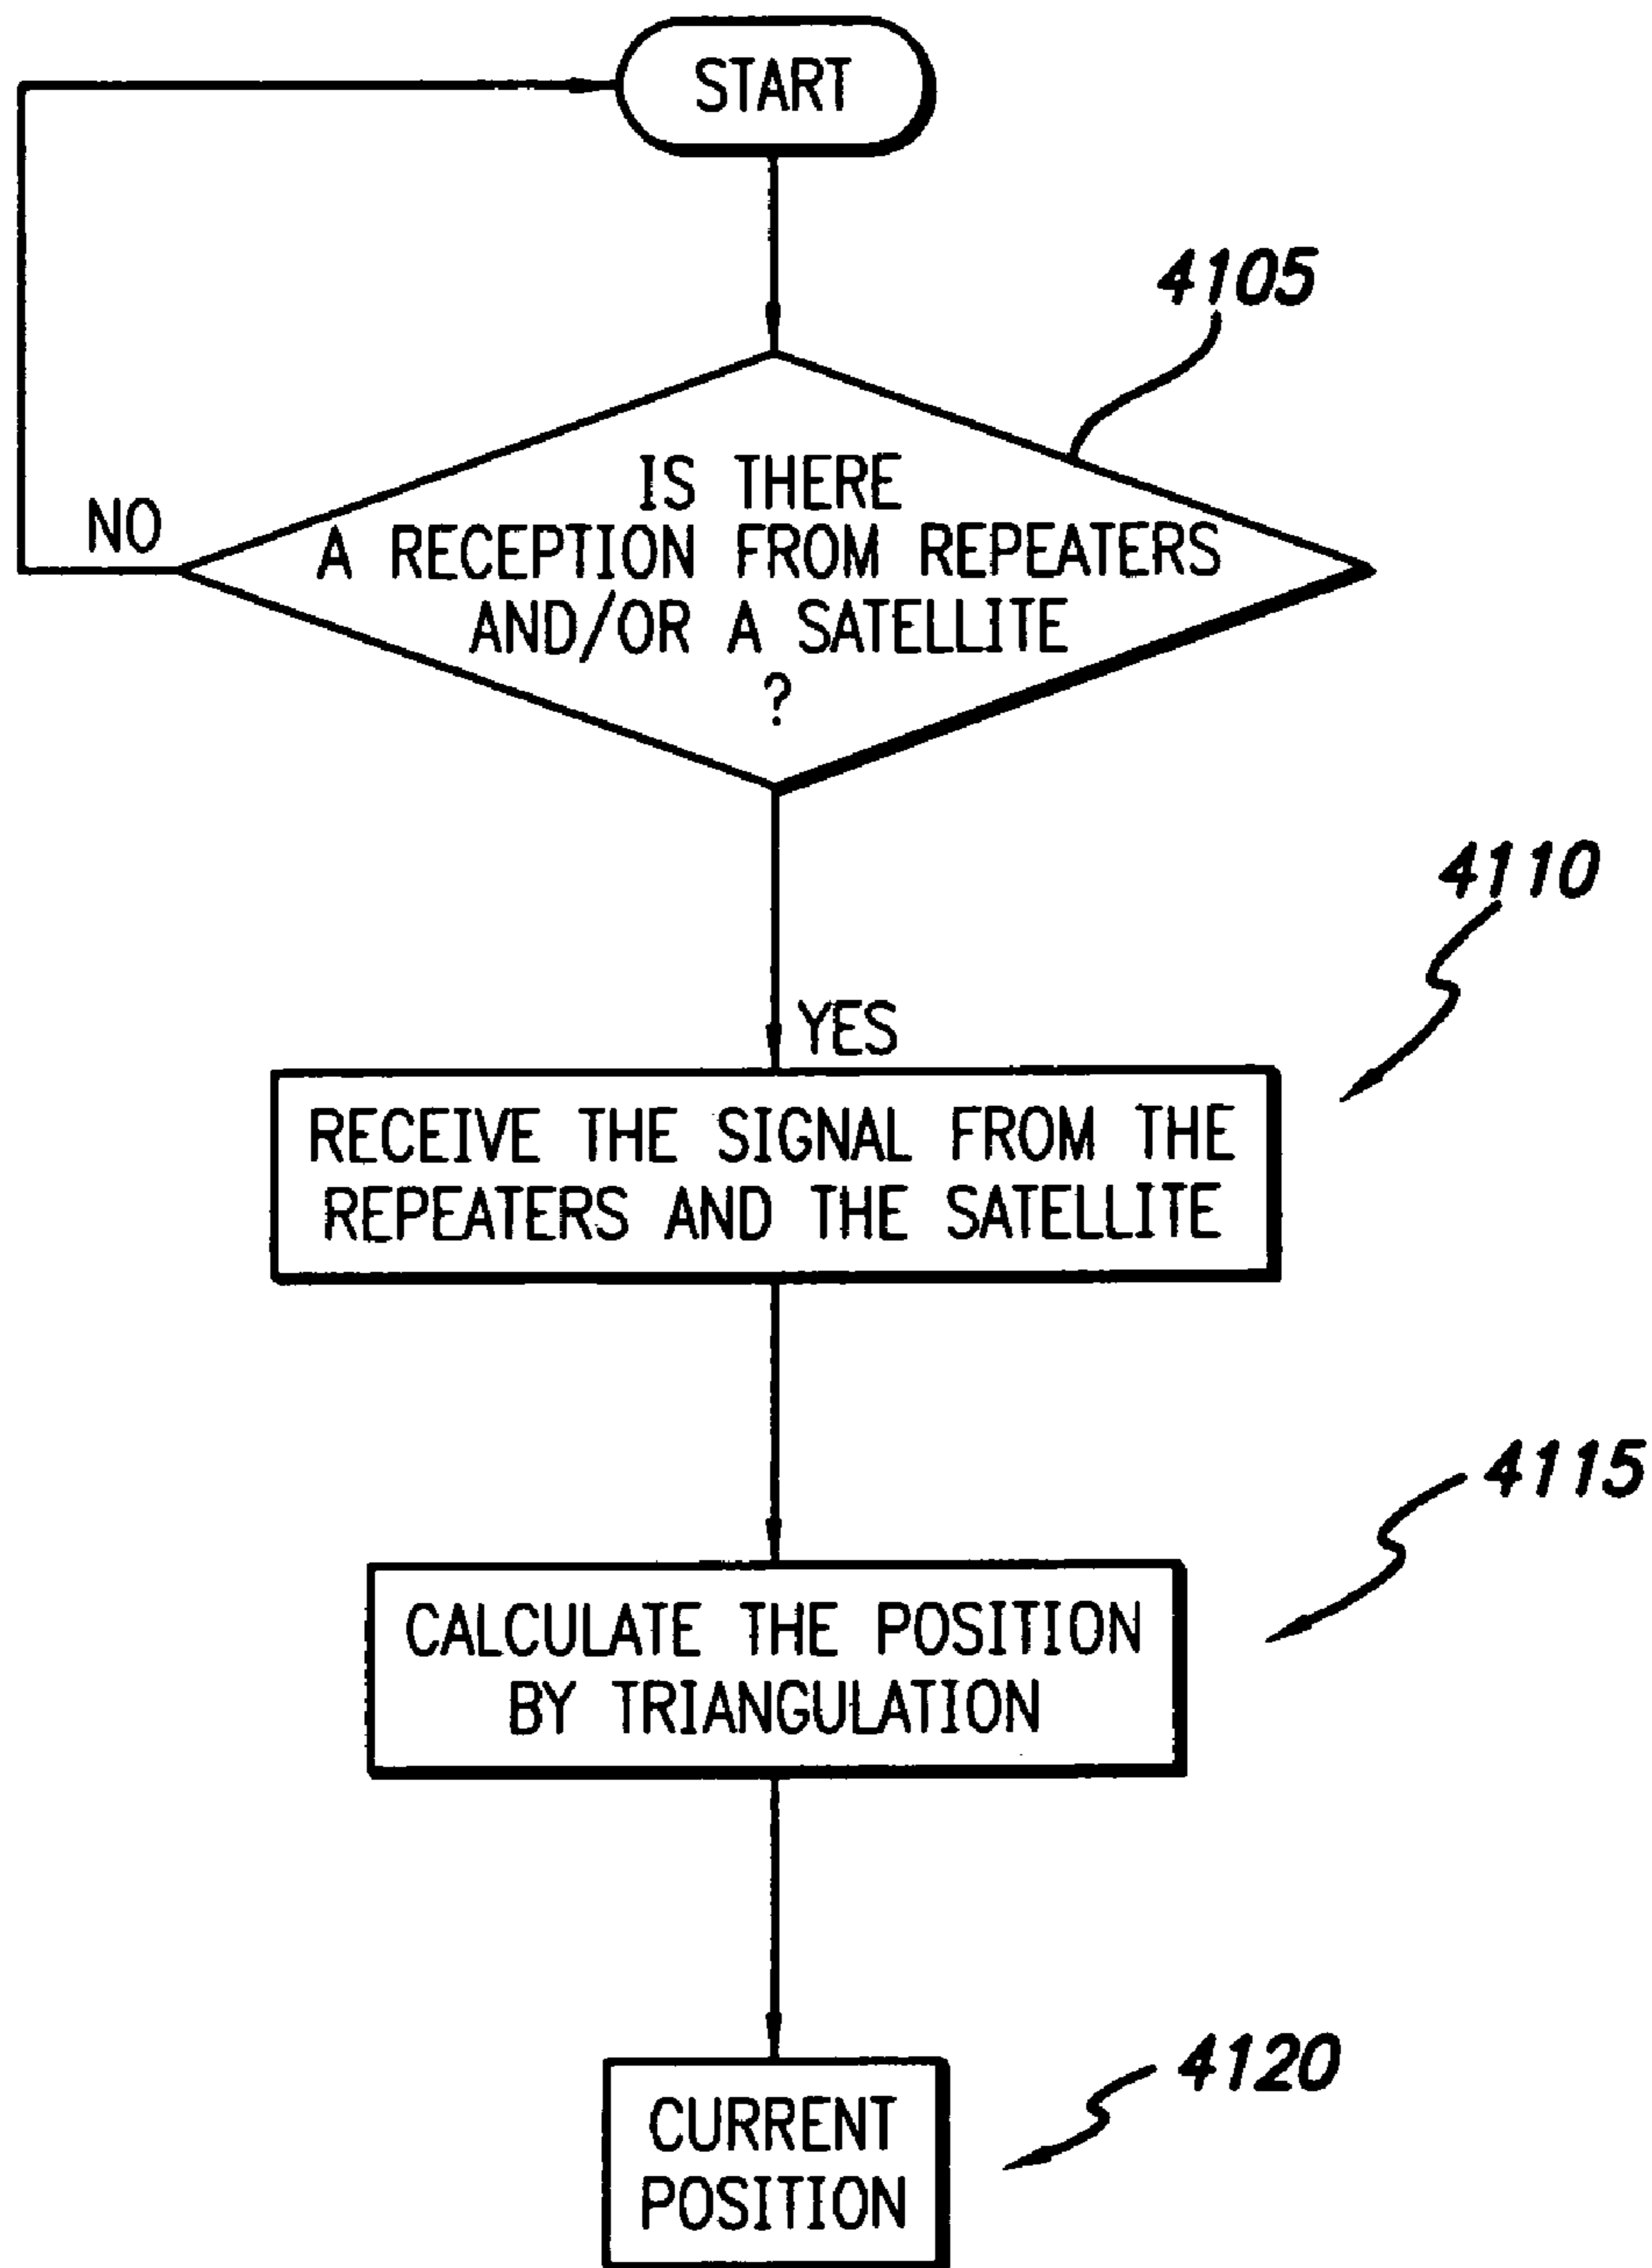 START
4105
IS THERE
A RECEPTION FROM REPEATERS
AND/OR A SATELLITE
?
NO
4110
YES
RECEIVE THE SIGNAL FROM THE
REPEATERS AND THE SATELLITE
4115
CALCULATE THE POSITION
BY TRIANGULATION
4120
CURRENT
POSITION